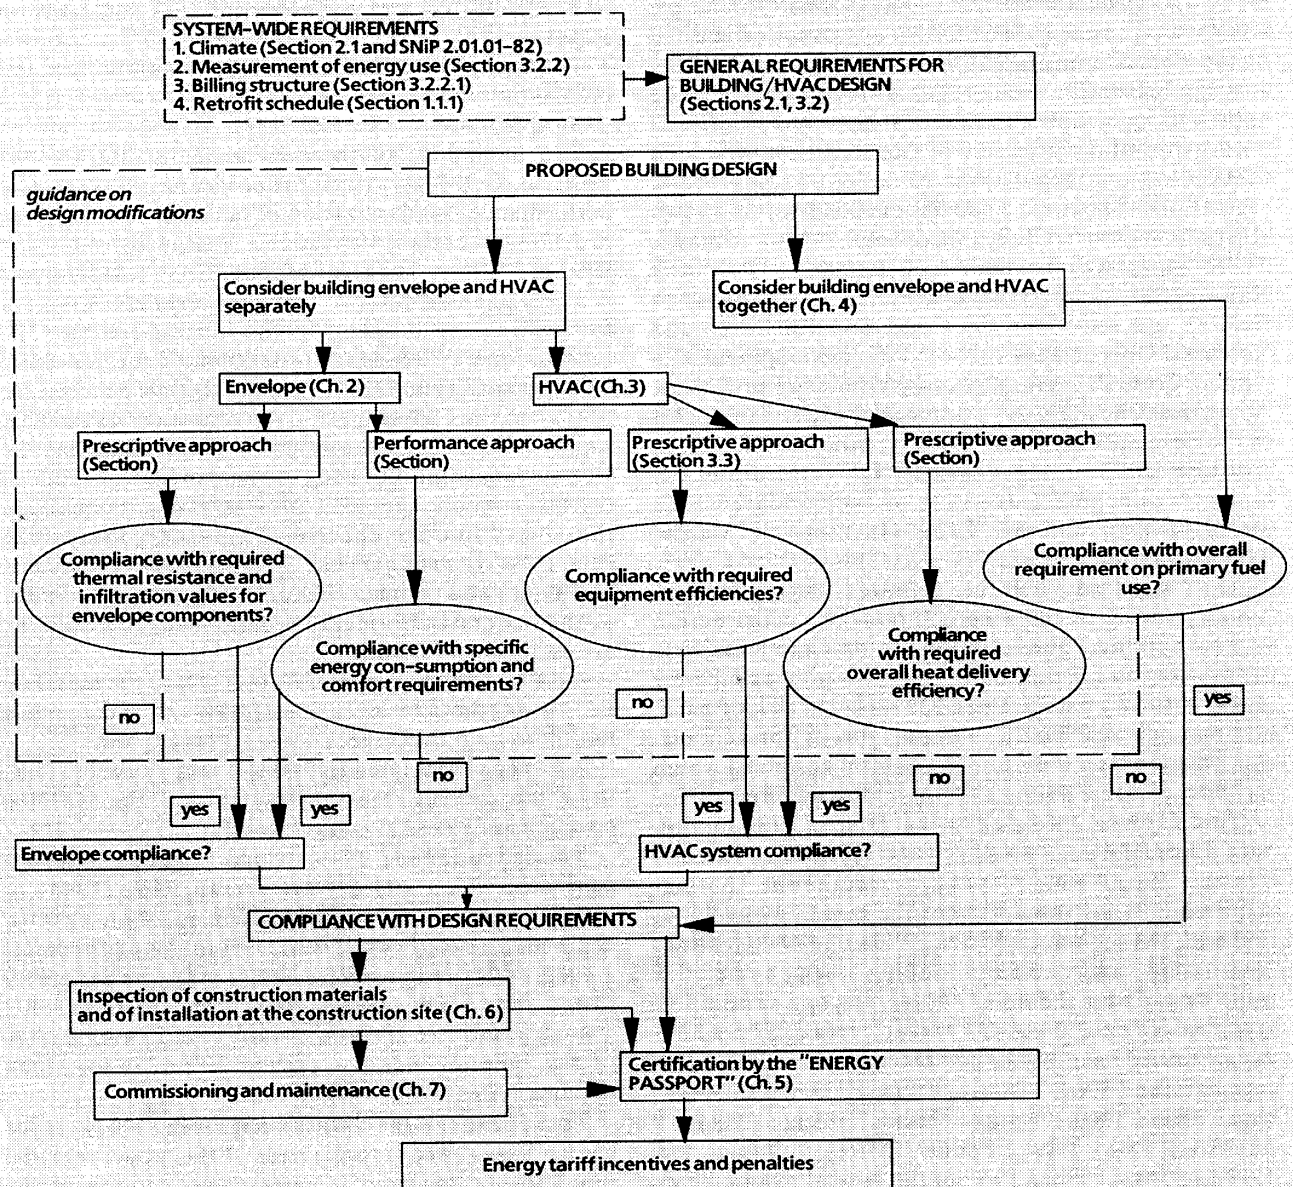 SYSTEM-WIDE REQUIREMENTS
1. Climate (Section 2.1 and SNiP 2.01.01-82)
2. Measurement of energy use (Section 3.2.2)
3. Billing structure (Section 3.2.2.1)
4. Retrofit schedule (Section 1.1.1)
GENERAL REQUIREMENTS FOR
BUILDING/HVAC DESIGN
(Sections 2.1, 3.2)
PROPOSED BUILDING DESIGN
guidance on
design modifications
Consider building envelope and HVAC
separately
Consider building envelope and HVAC
together (Ch. 4)
Envelope (Ch. 2)
HVAC (Ch.3)
Prescriptive approach
(Section)
Performance approach
(Section)
Prescriptive approach
(Section 3.3)
Prescriptive approach
(Section)
Compliance with required
thermal resistance and
infiltration values for
envelope components?
Compliance with specific
energy con-sumption and
comfort requirements?
Compliance with required
equipment efficiencies?
Compliance
with required
overall heat delivery
efficiency?
Compliance with overall
requirement on primary fuel
use?
no
no
yes
no
no
no
yes
yes
yes
yes
Envelope compliance?
HVAC system compliance?
COMPLIANCE WITH DESIGN REQUIREMENTS
Inspection of construction materials
and of installation at the construction site (Ch. 6)
Commissioning and maintenance (Ch. 7)
Certification by the "ENERGY
PASSPORT" (Ch. 5)
Energy tariff incentives and penalties